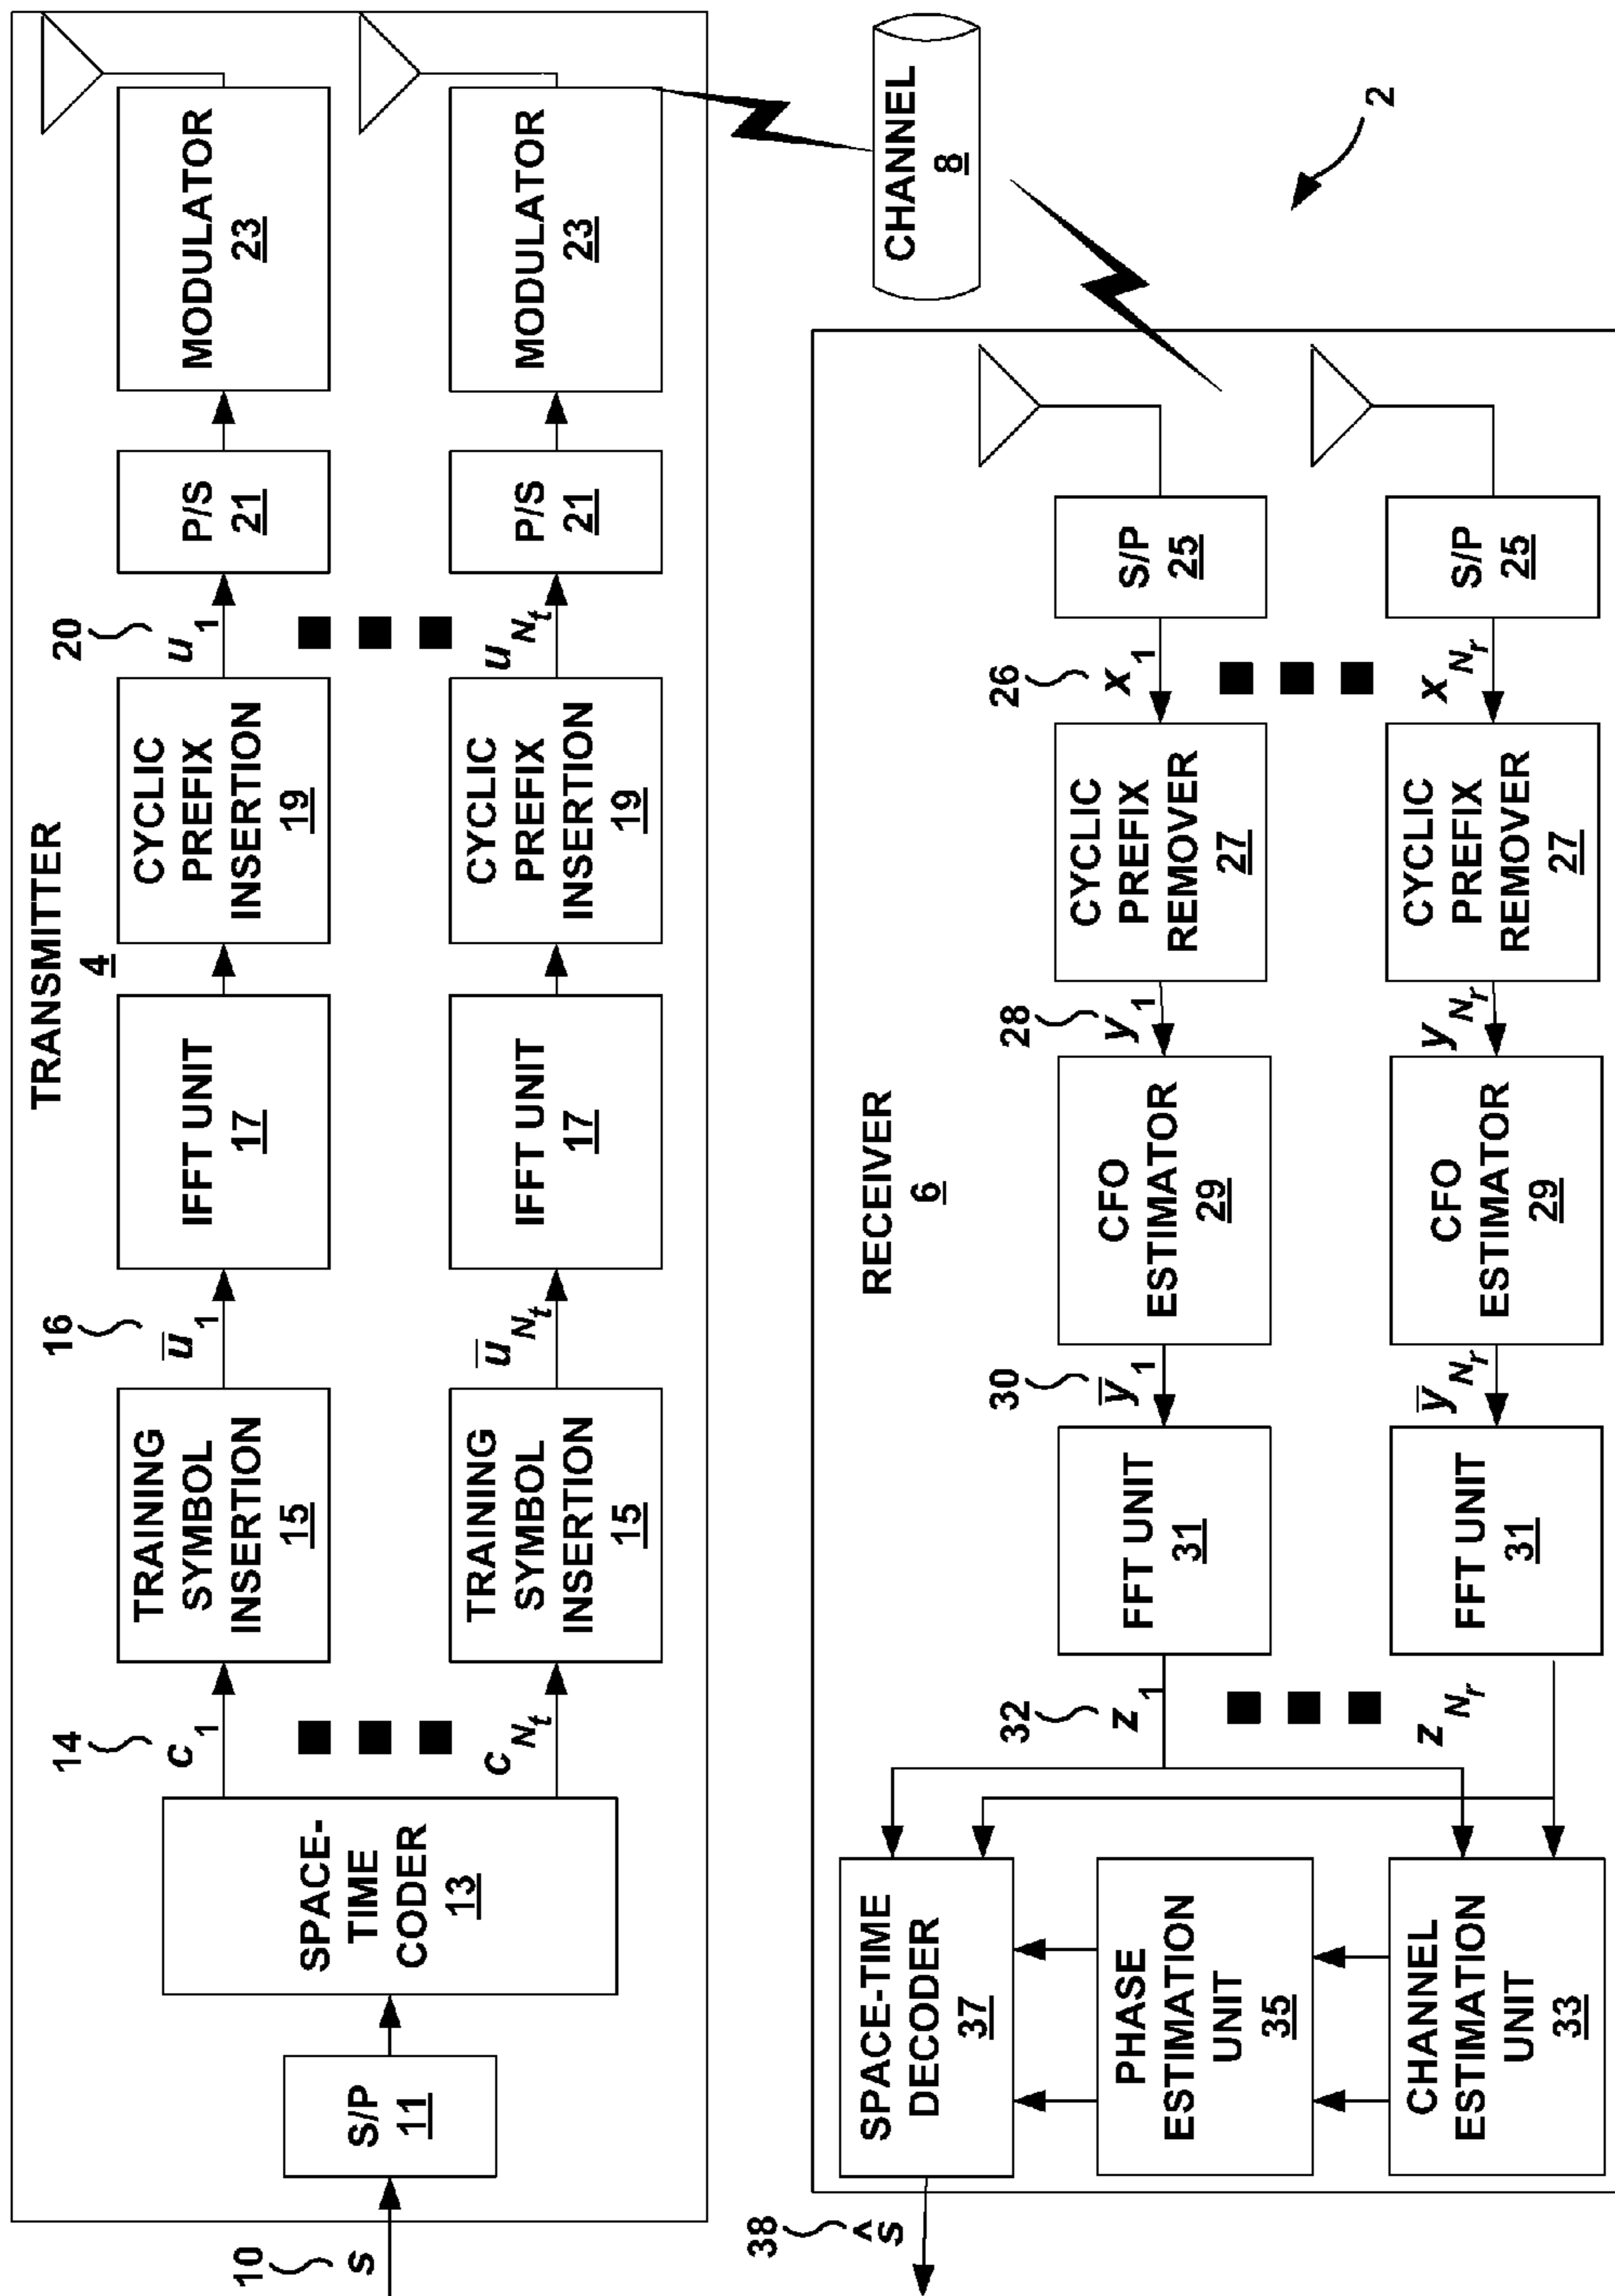 TRANSMITTER
4
10
s
S/P
11
SPACE-
TIME
CODER
13
14
c1
TRAINING
SYMBOL
INSERTION
15
16
u̅1
IFFT UNIT
17
CYCLIC
PREFIX
INSERTION
19
20
u1
P/S
21
MODULATOR
23
cNt
TRAINING
SYMBOL
INSERTION
15
u̅Nt
IFFT UNIT
17
CYCLIC
PREFIX
INSERTION
19
uNt
P/S
21
MODULATOR
23
CHANNEL
8
2
RECEIVER
6
38
ŝ
SPACE-TIME
DECODER
37
PHASE
ESTIMATION
UNIT
35
CHANNEL
ESTIMATION
UNIT
33
32
z1
FFT UNIT
31
30
y̅1
CFO
ESTIMATOR
29
28
y1
CYCLIC
PREFIX
REMOVER
27
26
x1
S/P
25
zNr
FFT UNIT
31
y̅Nr
CFO
ESTIMATOR
29
yNr
CYCLIC
PREFIX
REMOVER
27
xNr
S/P
25